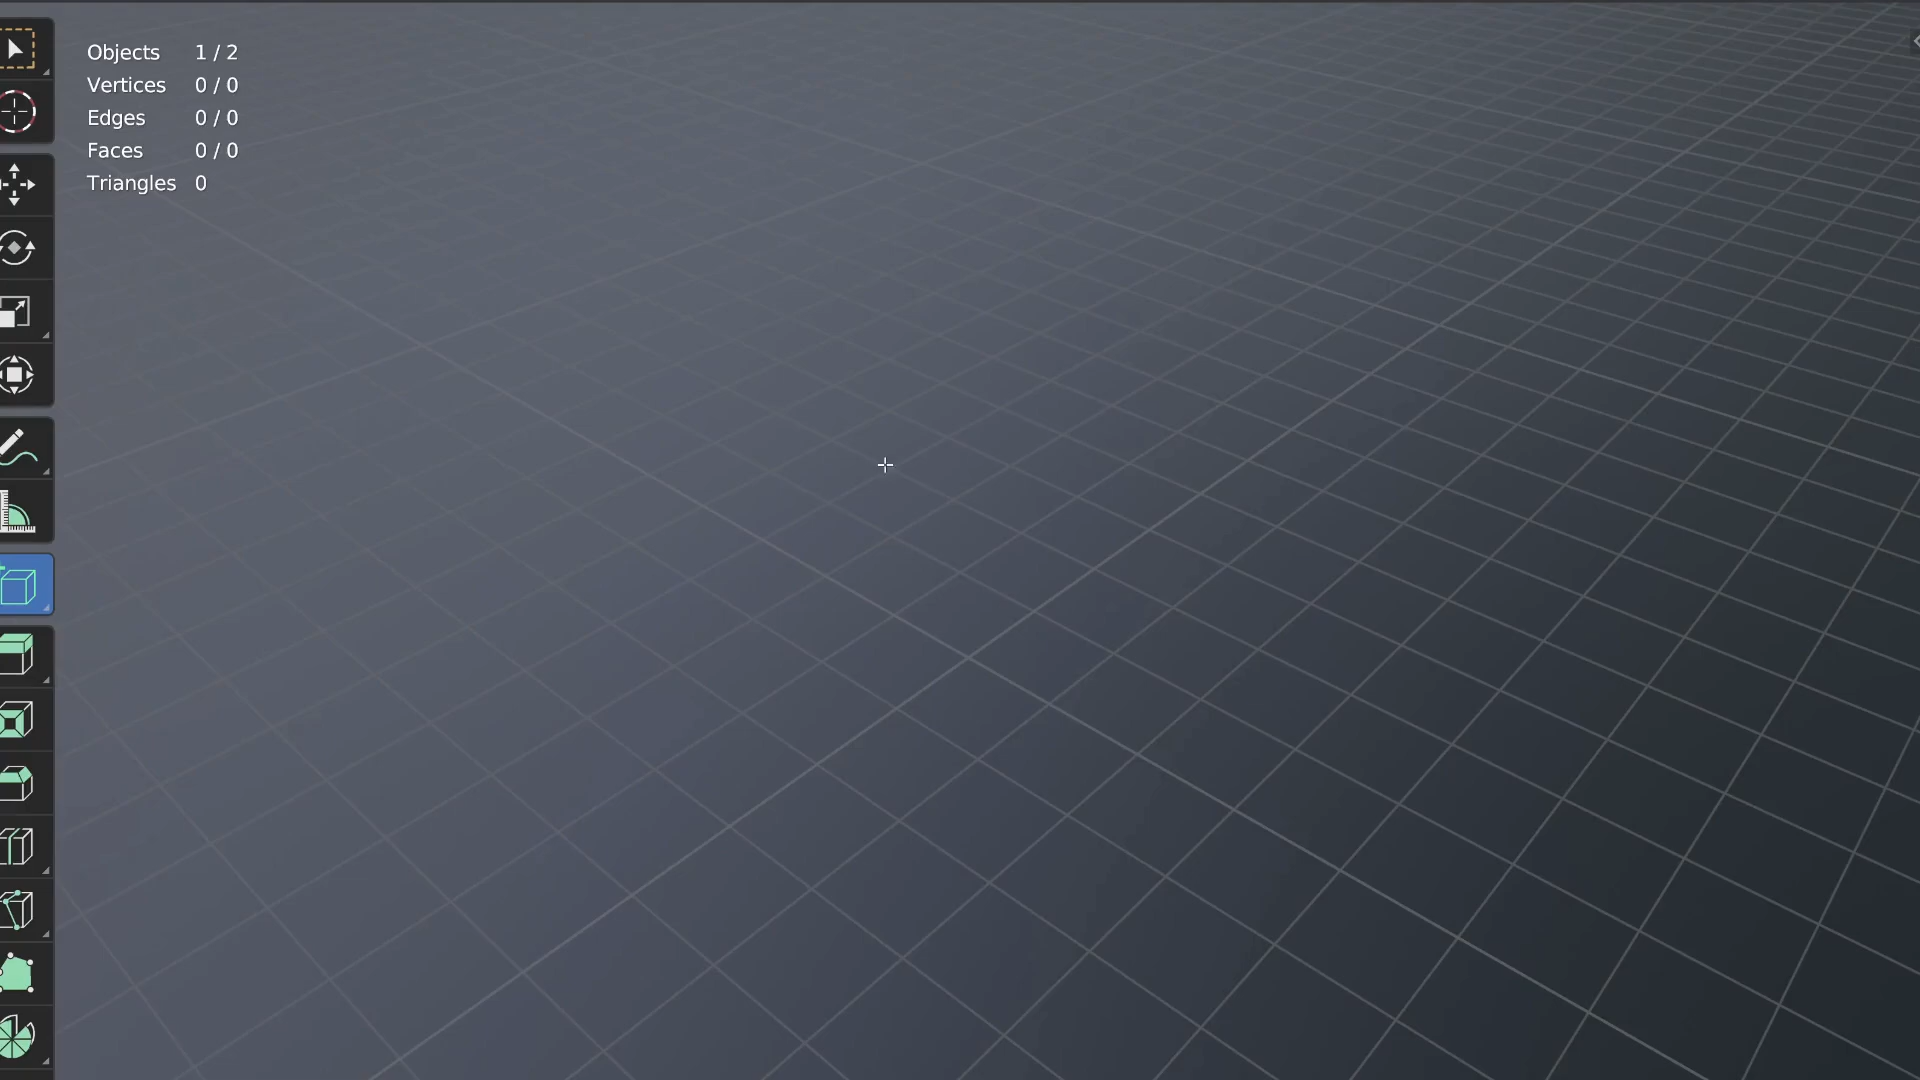 Objects 1 / 2
Vertices 0 / 0
Edges 0 / 0
Faces 0 / 0
Triangles 0